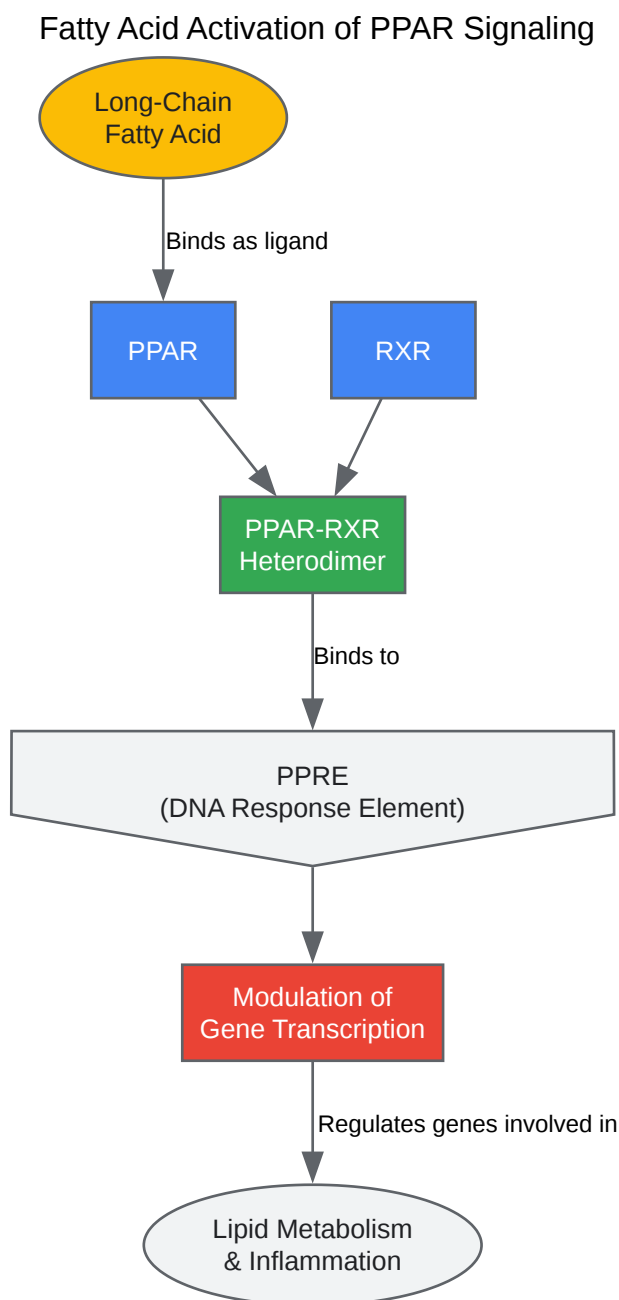 Fatty Acid Activation of PPAR Signaling
Long-Chain
Fatty Acid
Binds as ligand
PPAR
RXR
PPAR-RXR
Heterodimer
Binds to
PPRE
(DNA Response Element)
Modulation of
Gene Transcription
Regulates genes involved in
Lipid Metabolism
& Inflammation